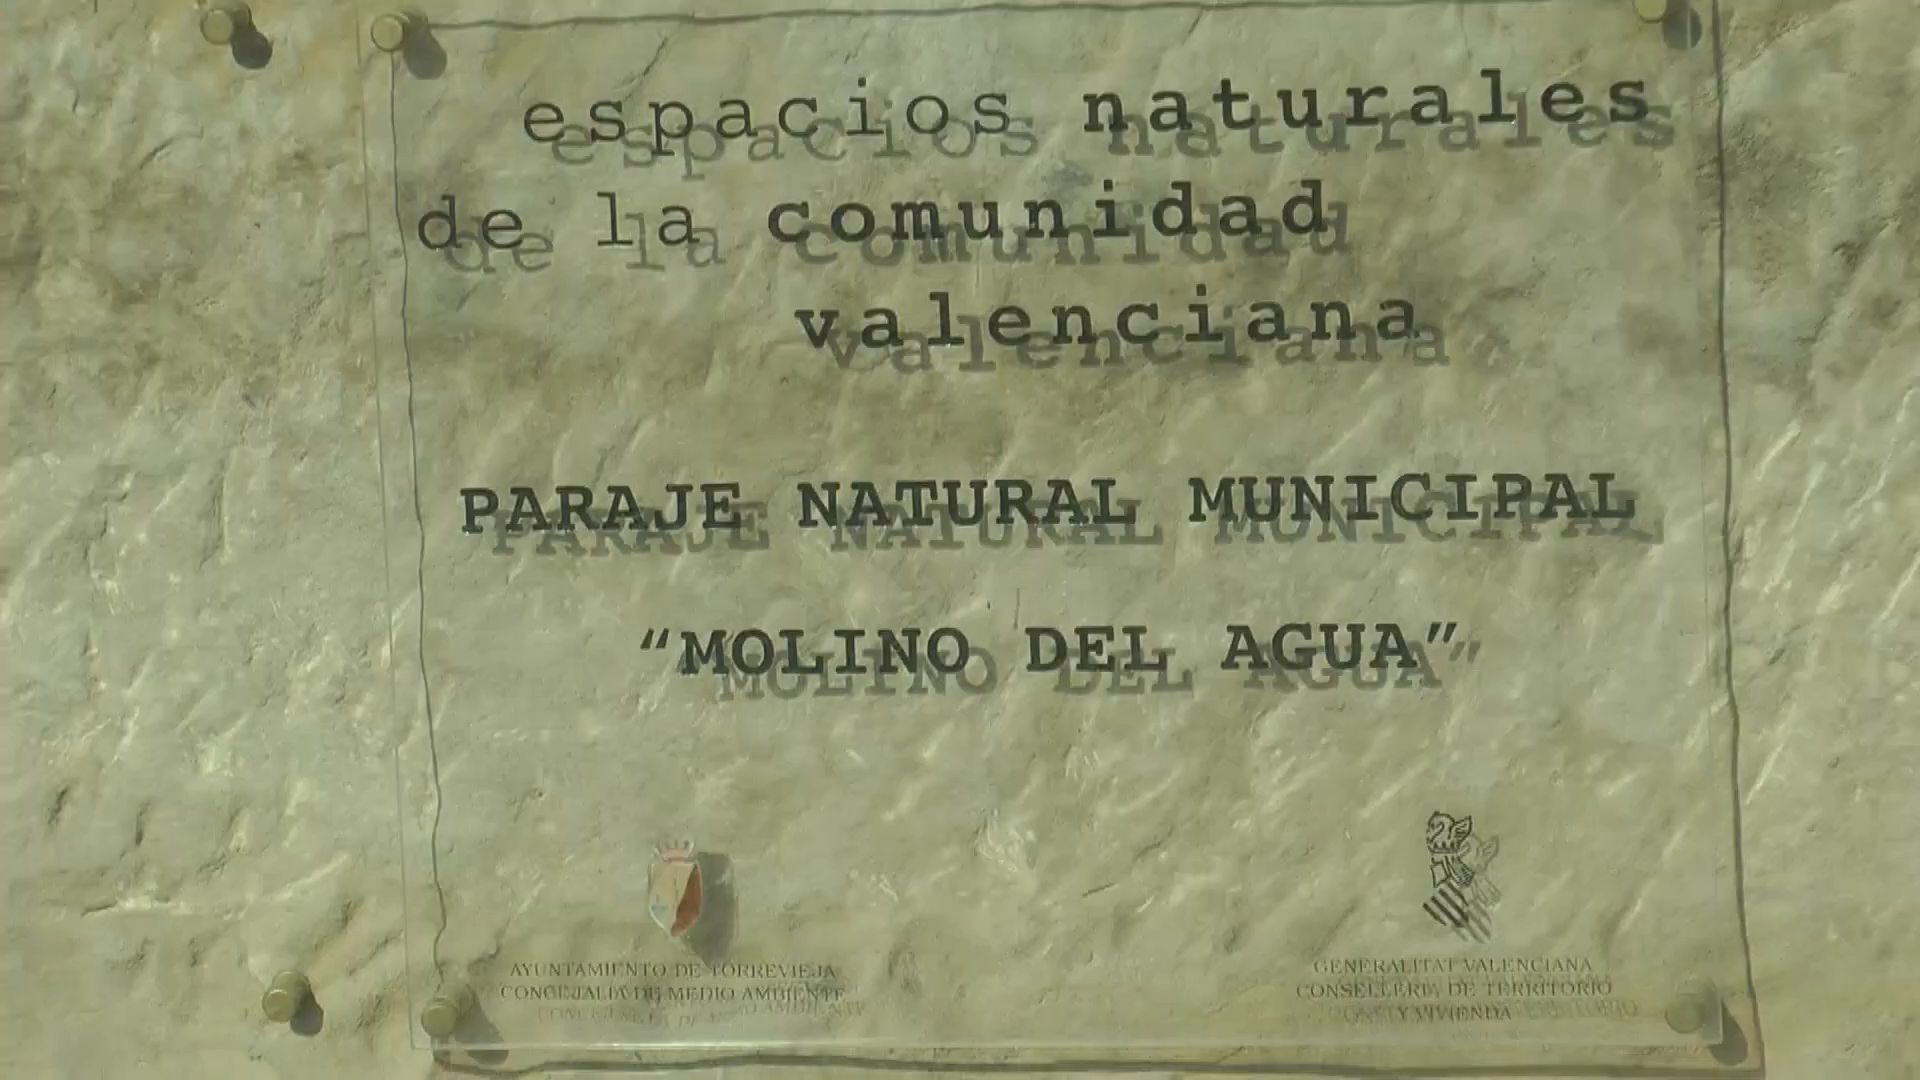 espacios naturales
de la comunidad
valenciana
PARAJE NATURAL MUNICIPAL
“MOLINO DEL AGUA”
AYUNTAMIENTO DE TORREVIEJA
CONCEJALIA DE MEDIO AMBIENTE
GENERALITAT VALENCIANA
CONSELLERIA DE TERRITORIO
Y VIVIENDA